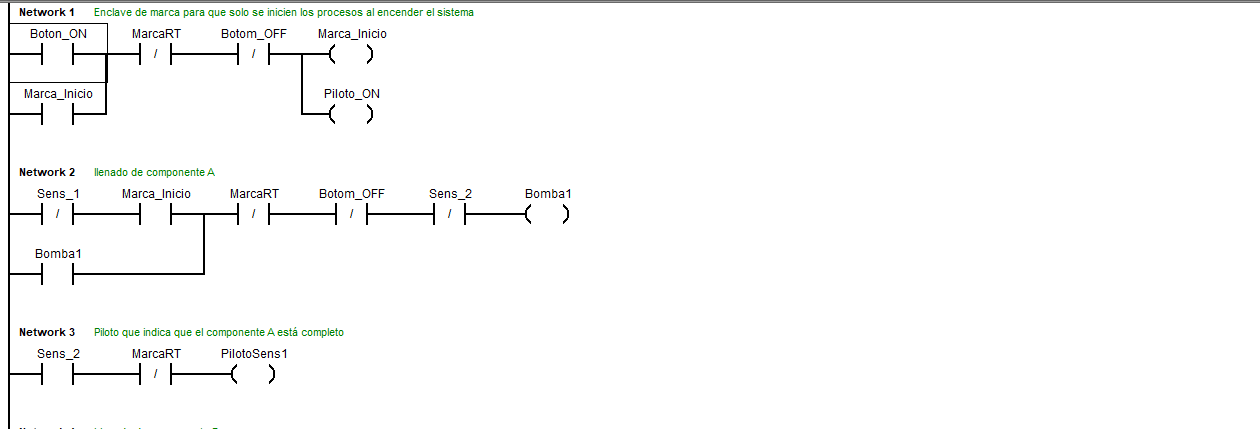 Network 1 Enclave de marca para que solo se inicien los procesos al encender el sistema
Boton_ON MarcaRT Botom_OFF Marca_Inicio
/ /
Marca_Inicio Piloto_ON
Network 2 llenado de componente A
Sens_1 Marca_Inicio MarcaRT Botom_OFF Sens_2 Bomba1
/ / / /
Bomba1
Network 3 Piloto que indica que el componente A está completo
Sens_2 MarcaRT PilotoSens1
/